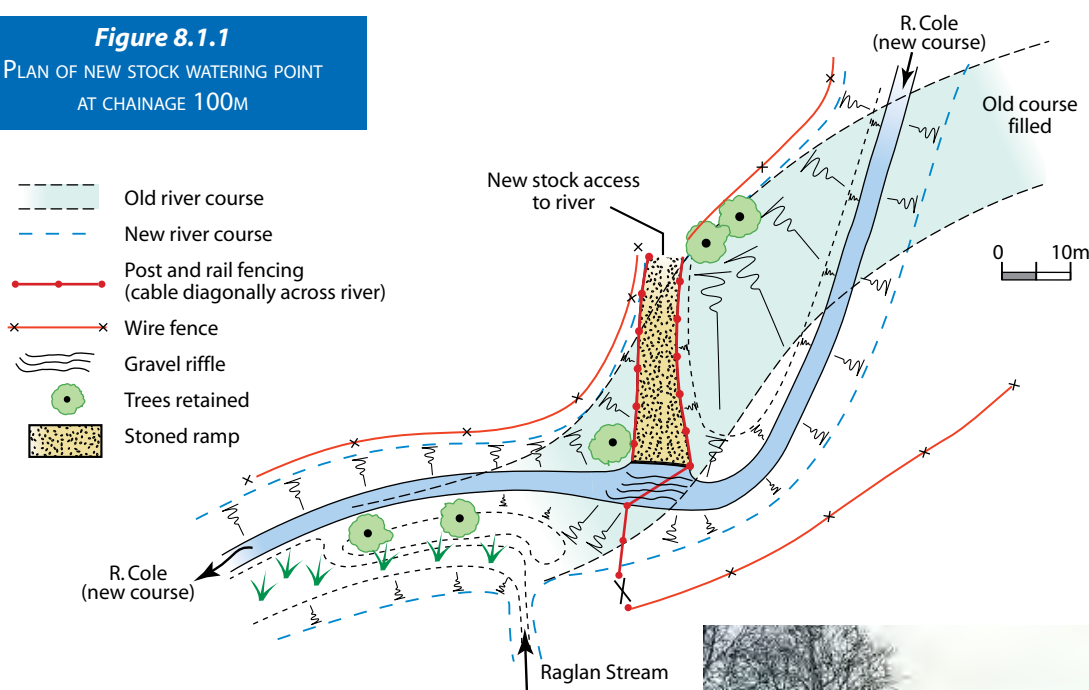 Figure 8.1.1
PLAN OF NEW STOCK WATERING POINT
AT CHAINAGE 100M
R. Cole
(new course)
Old course
filled
New stock access
to river
0 10m
Old river course
New river course
Post and rail fencing
(cable diagonally across river)
Wire fence
Gravel riffle
Trees retained
Stoned ramp
R. Cole
(new course)
Raglan Stream